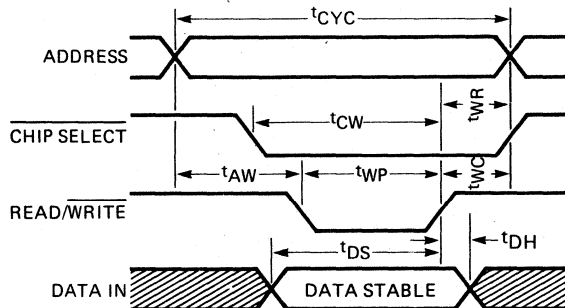 tCYC
ADDRESS
tWR
tCW
CHIP SELECT
tAW
tWP
tWC
READ/WRITE
tDS
tDH
DATA IN
DATA STABLE